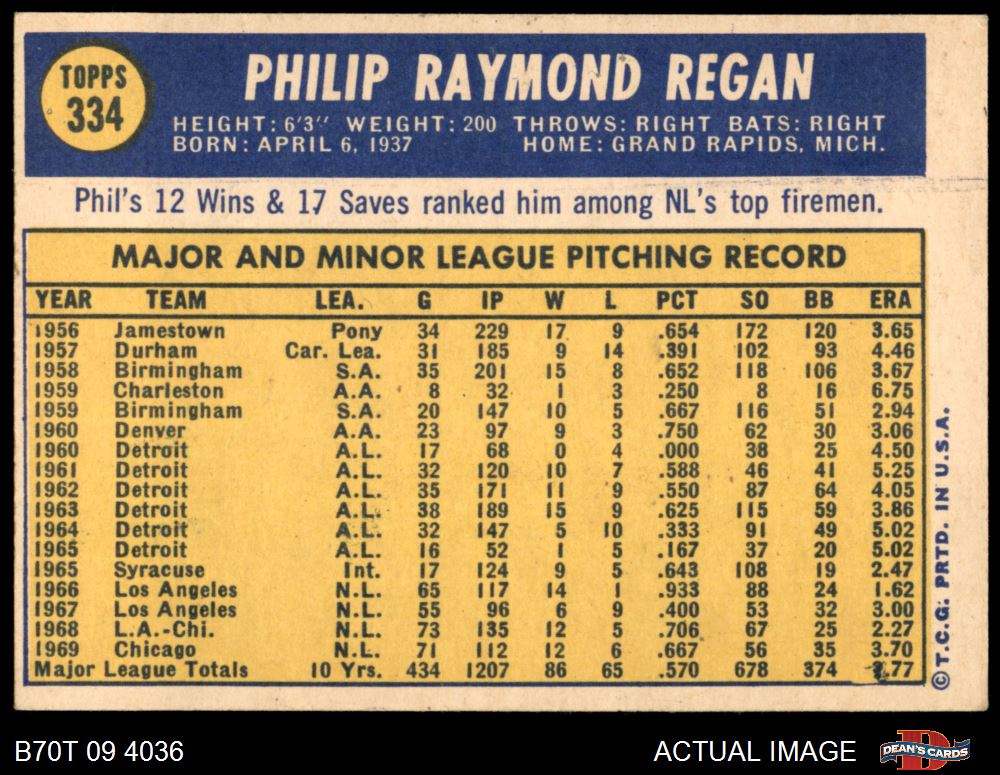 TOPPS
334
PHILIP RAYMOND REGAN
HEIGHT: 6'3" WEIGHT: 200 THROWS: RIGHT BATS: RIGHT
BORN: APRIL 6, 1937 HOME: GRAND RAPIDS, MICH.
Phil's 12 Wins & 17 Saves ranked him among NL's top firemen.
MAJOR AND MINOR LEAGUE PITCHING RECORD
YEAR TEAM LEA. G IP W L PCT SO BB ERA
1956 Jamestown Pony 34 229 17 9 .654 172 120 3.65
1957 Durham Car. Lea. 31 185 9 14 .391 102 93 4.46
1958 Birmingham S.A. 35 201 15 8 .652 118 106 3.67
1959 Charleston A.A. 8 32 1 3 .250 8 16 6.75
1959 Birmingham S.A. 20 147 10 5 .667 116 51 2.94
1960 Denver A.A. 23 97 9 3 .750 62 30 3.06
1960 Detroit A.L. 17 68 0 4 .000 38 25 4.50
1961 Detroit A.L. 32 120 10 7 .588 46 41 5.25
1962 Detroit A.L. 35 171 11 9 .550 87 64 4.05
1963 Detroit A.L. 38 189 15 9 .625 115 59 3.86
1964 Detroit A.L. 32 147 5 10 .333 91 49 5.02
1965 Detroit A.L. 16 52 1 5 .167 37 20 5.02
1965 Syracuse Int. 17 124 9 5 .643 108 19 2.47
1966 Los Angeles N.L. 65 117 14 1 .933 88 24 1.62
1967 Los Angeles N.L. 55 96 6 9 .400 53 32 3.00
1968 L.A.-Chi. N.L. 73 135 12 5 .706 67 25 2.27
1969 Chicago N.L. 71 112 12 6 .667 56 35 3.70
Major League Totals 10 Yrs. 434 1207 86 65 .570 678 374
©T.C.G. PRTD. IN U.S.A.
B70T 09 4036
ACTUAL IMAGE
DEAN'S CARDS